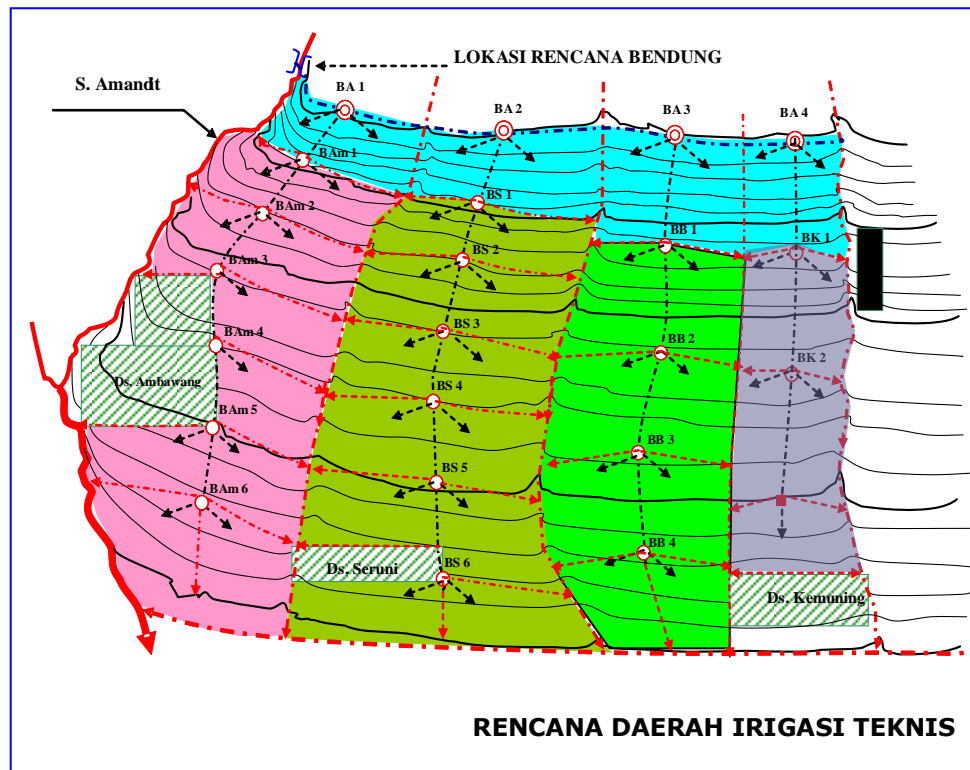 LOKASI RENCANA BENDUNG
S. Amandt
BA 1
BA 2
BA 3
BA 4
BAm 1
BS 1
BAm 2
BB 1
BK 1
BS 2
BAm 3
BS 3
BAm 4
BB 2
BK 2
Ds. Ambawang
BS 4
BAm 5
BB 3
BS 5
BAm 6
BB 4
Ds. Seruni
BS 6
Ds. Kemuning
RENCANA DAERAH IRIGASI TEKNIS